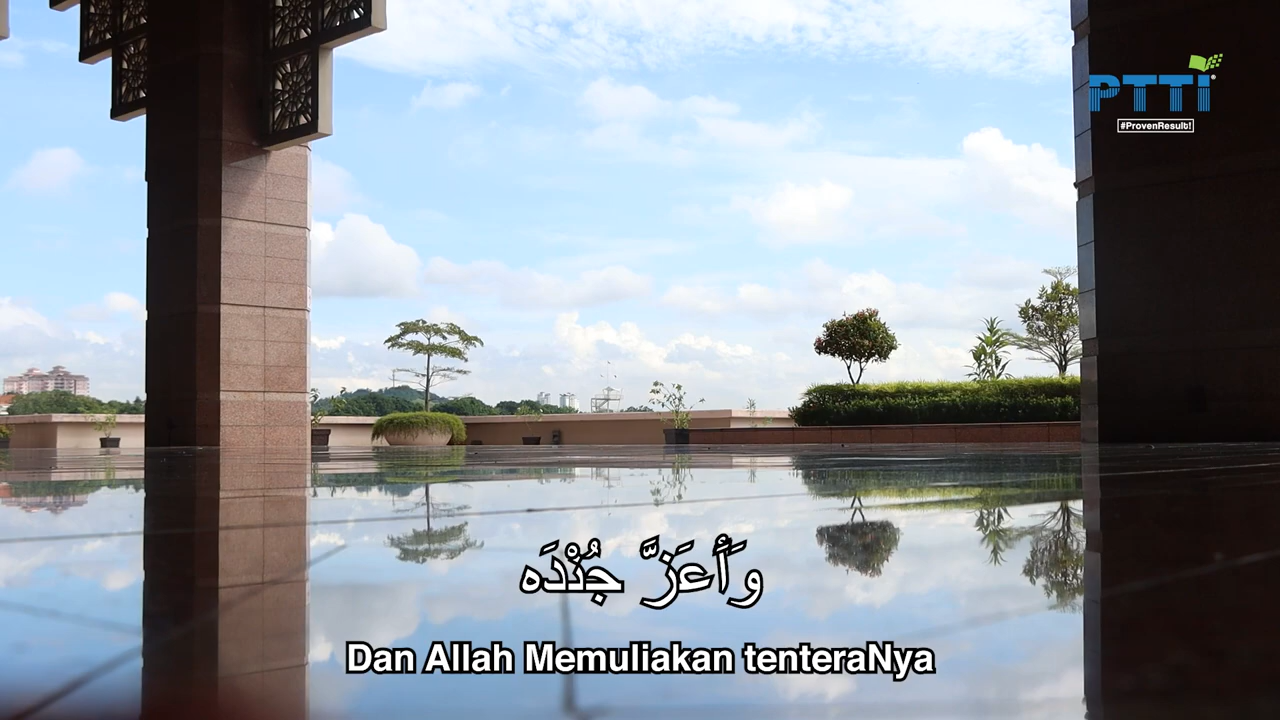 PTTI
#ProvenResult!
وَأَعَزَّ جُنْدَه
Dan Allah Memuliakan tenteraNya